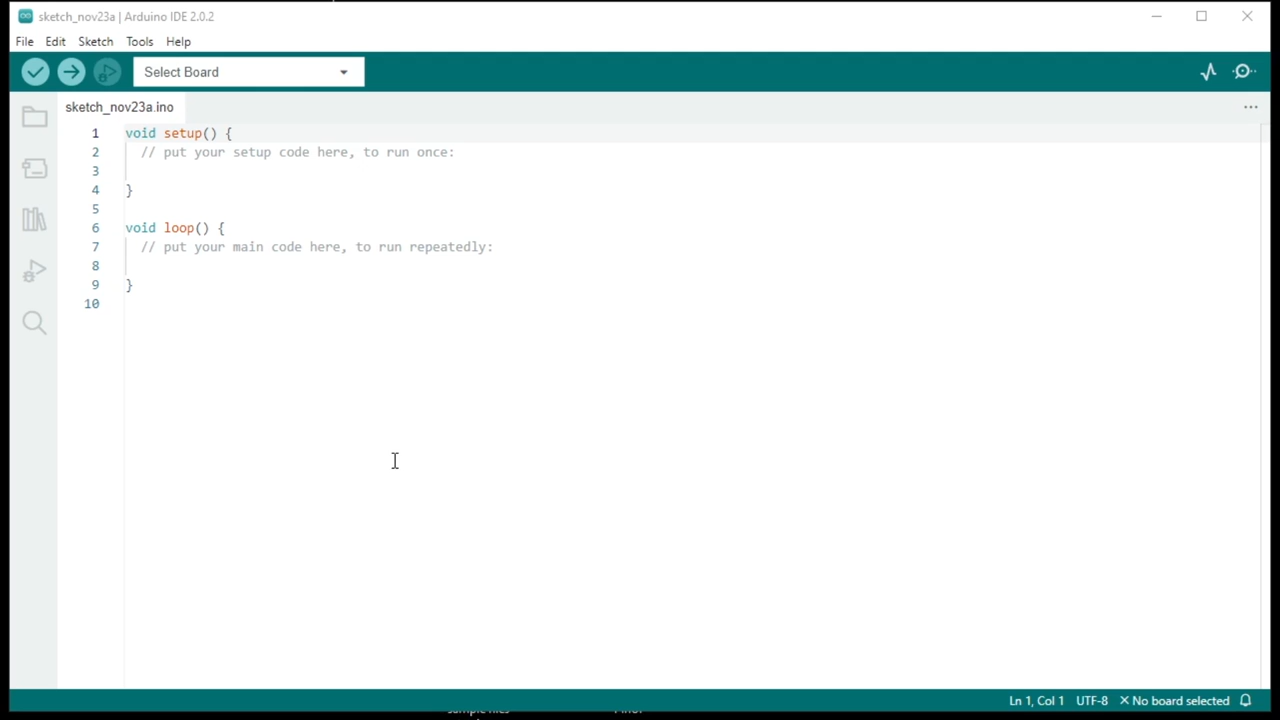 sketch_nov23a | Arduino IDE 2.0.2
File Edit Sketch Tools Help
Select Board
sketch_nov23a.ino
1 void setup() {
2 // put your setup code here, to run once:
3
4 }
5
6 void loop() {
7 // put your main code here, to run repeatedly:
8
9 }
10
Ln 1, Col 1 UTF-8 ✕ No board selected